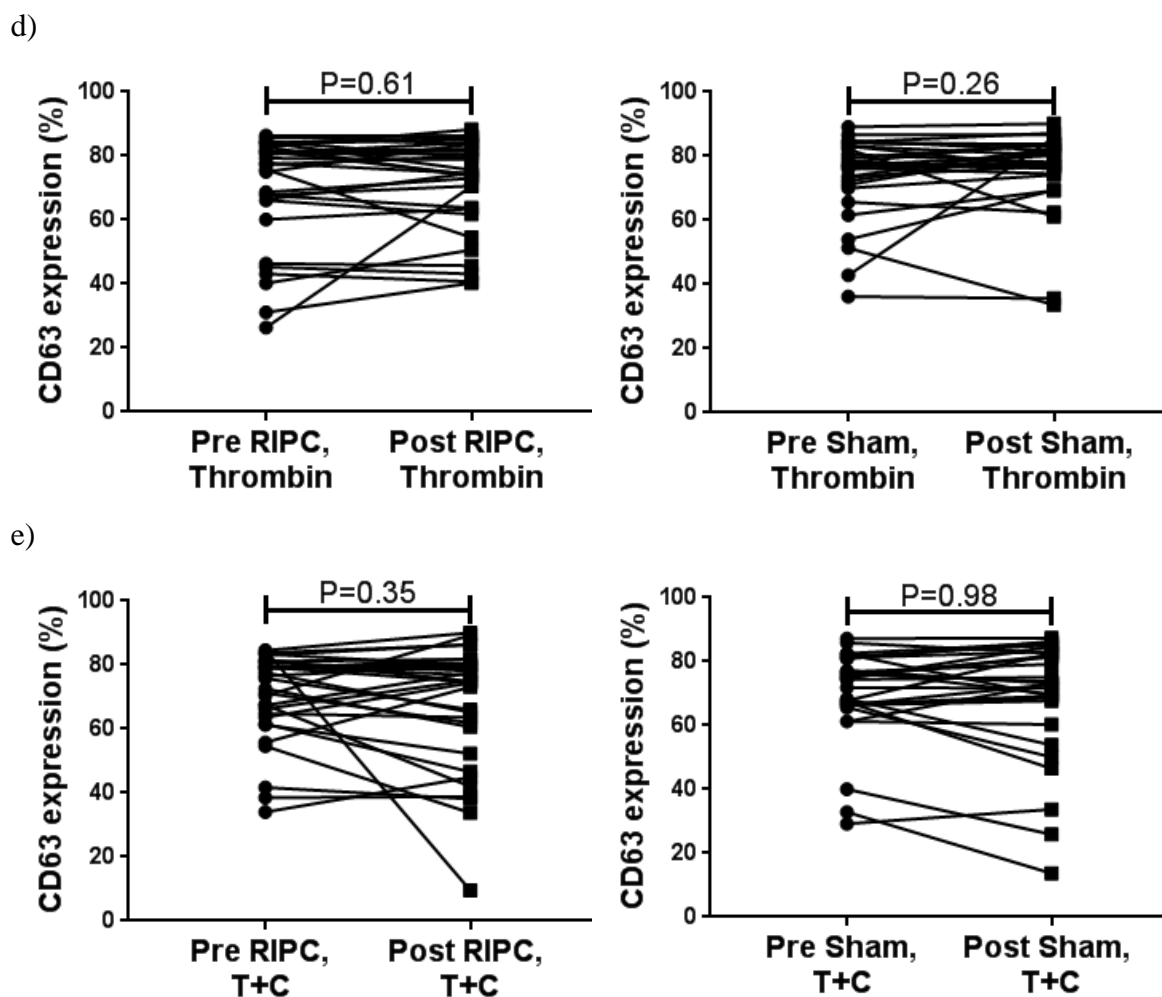 d)
P=0.61
100
80
60
40
20
0
CD63 expression (%)
Pre RIPC,
Thrombin
Post RIPC,
Thrombin
P=0.26
100
80
60
40
20
0
CD63 expression (%)
Pre Sham,
Thrombin
Post Sham,
Thrombin
e)
P=0.35
100
80
60
40
20
0
CD63 expression (%)
Pre RIPC,
T+C
Post RIPC,
T+C
P=0.98
100
80
60
40
20
0
CD63 expression (%)
Pre Sham,
T+C
Post Sham,
T+C